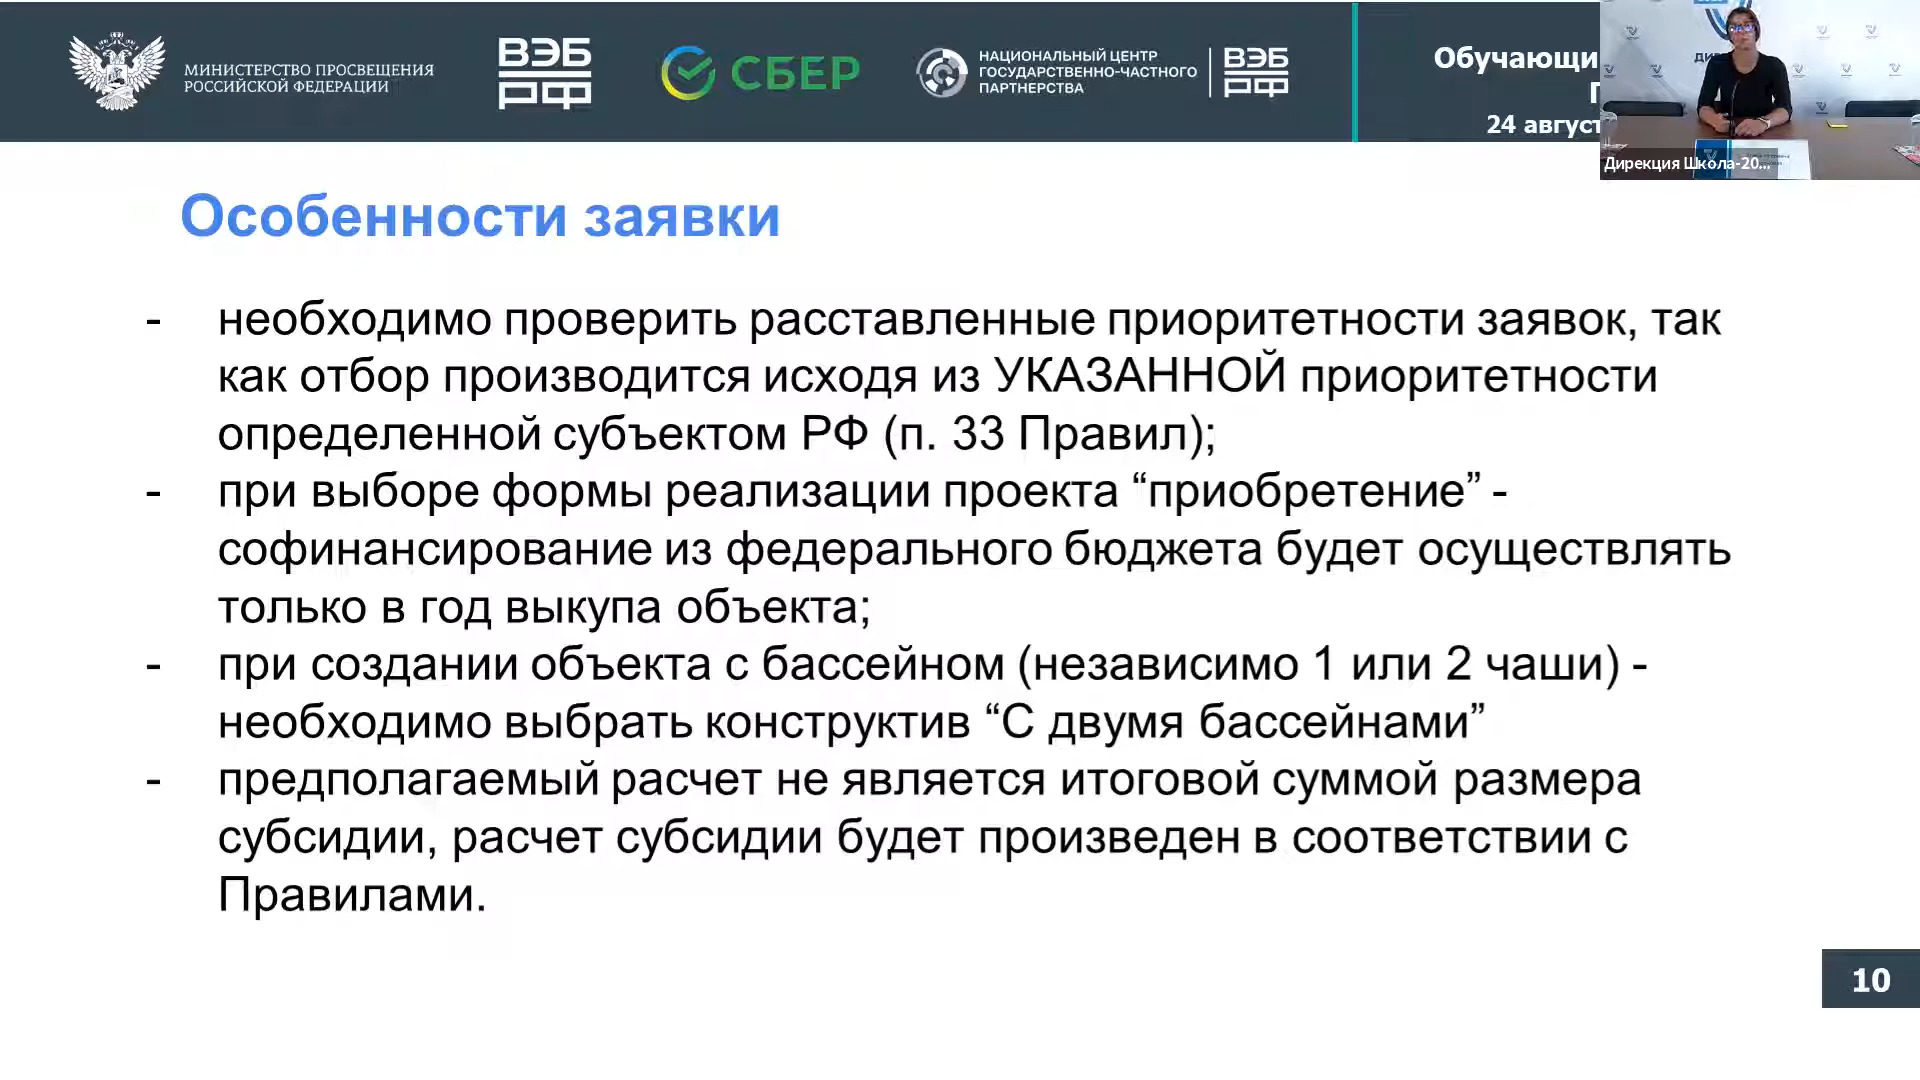 МИНИСТЕРСТВО ПРОСВЕЩЕНИЯ
РОССИЙСКОЙ ФЕДЕРАЦИИ
ВЭБ
РФ
СБЕР
НАЦИОНАЛЬНЫЙ ЦЕНТР
ГОСУДАРСТВЕННО-ЧАСТНОГО
ПАРТНЕРСТВА
ВЭБ
РФ
Обучающи
24 август
Дирекция Школа-20...
Особенности заявки
- необходимо проверить расставленные приоритетности заявок, так
как отбор производится исходя из УКАЗАННОЙ приоритетности
определенной субъектом РФ (п. 33 Правил);
- при выборе формы реализации проекта “приобретение” -
софинансирование из федерального бюджета будет осуществлять
только в год выкупа объекта;
- при создании объекта с бассейном (независимо 1 или 2 чаши) -
необходимо выбрать конструктив “С двумя бассейнами”
- предполагаемый расчет не является итоговой суммой размера
субсидии, расчет субсидии будет произведен в соответствии с
Правилами.
10